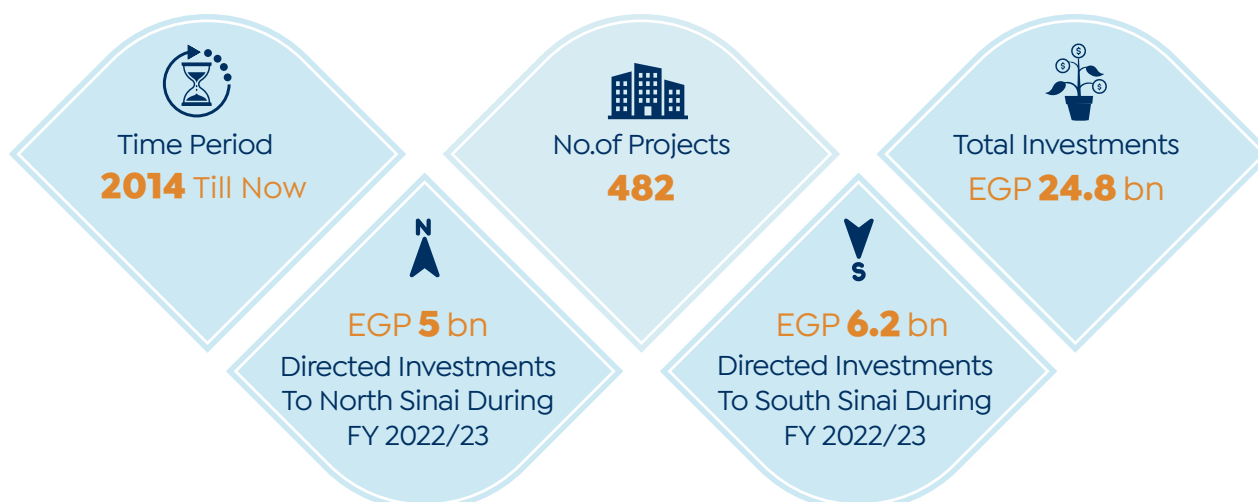 Time Period
2014 Till Now
No.of Projects
482
Total Investments
EGP 24.8 bn
N
EGP 5 bn
Directed Investments
To North Sinai During
FY 2022/23
S
EGP 6.2 bn
Directed Investments
To South Sinai During
FY 2022/23
$
$
$